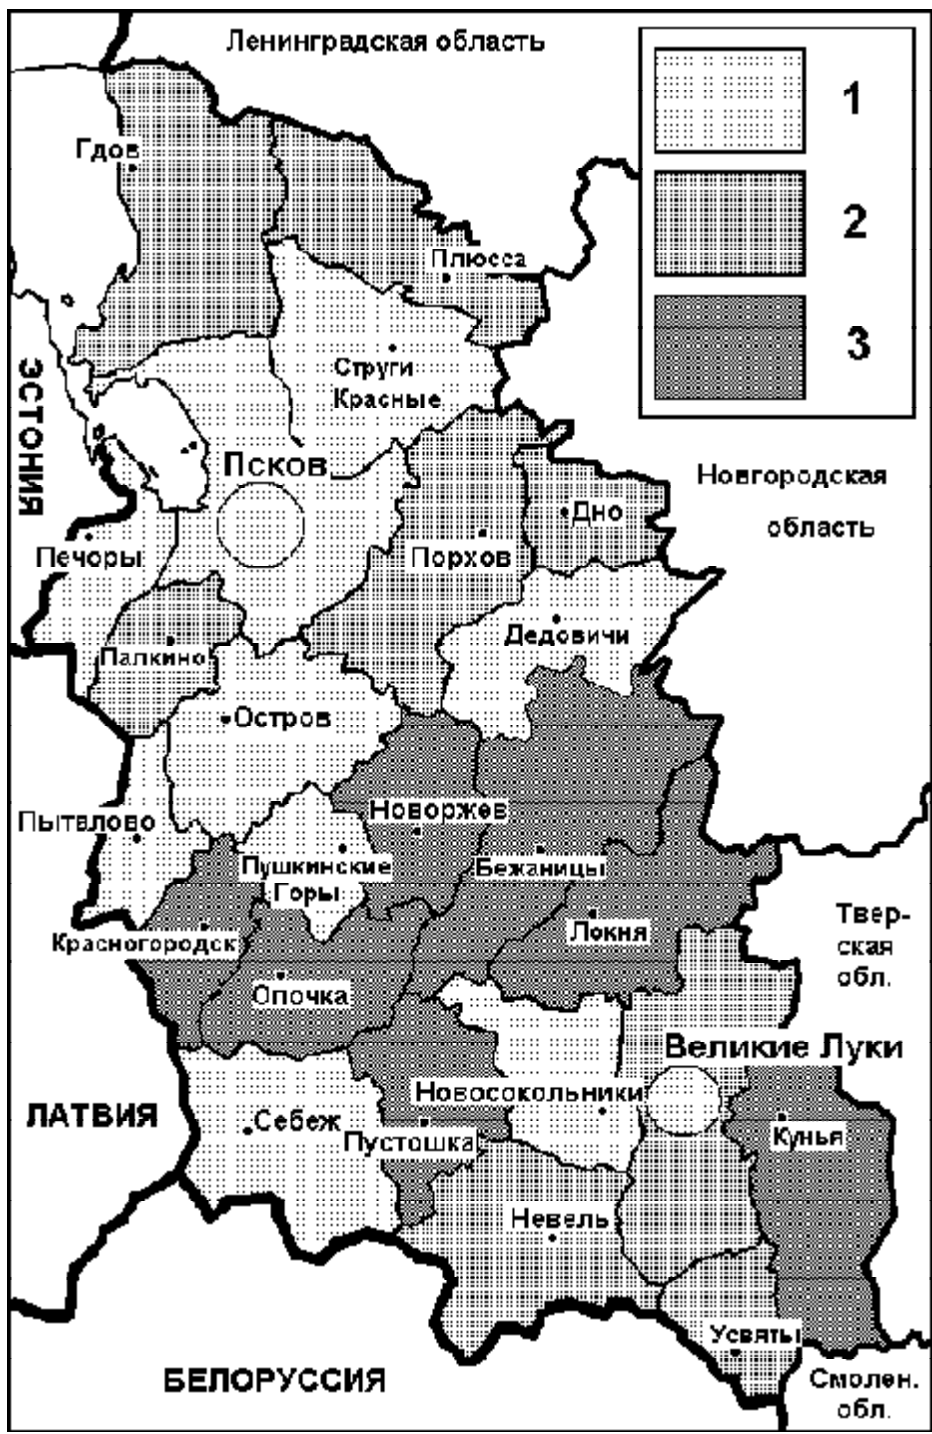 Ленинградская область
1
2
3
Гдов
Плюсса
Струги
Красные
ЭСТОНИЯ
Псков
Новгородская
область
Дно
Печоры
Порхов
Палкино
Дедовичи
Остров
Пыталово
Новоржев
Пушкинские
Горы
Бежаницы
Красногородск
Локня
Твер-
ская
обл.
Опочка
Великие Луки
Новосокольники
ЛАТВИЯ
Себеж
Пустошка
Кунья
Невель
Усвяты
БЕЛОРУССИЯ
Смолен.
обл.